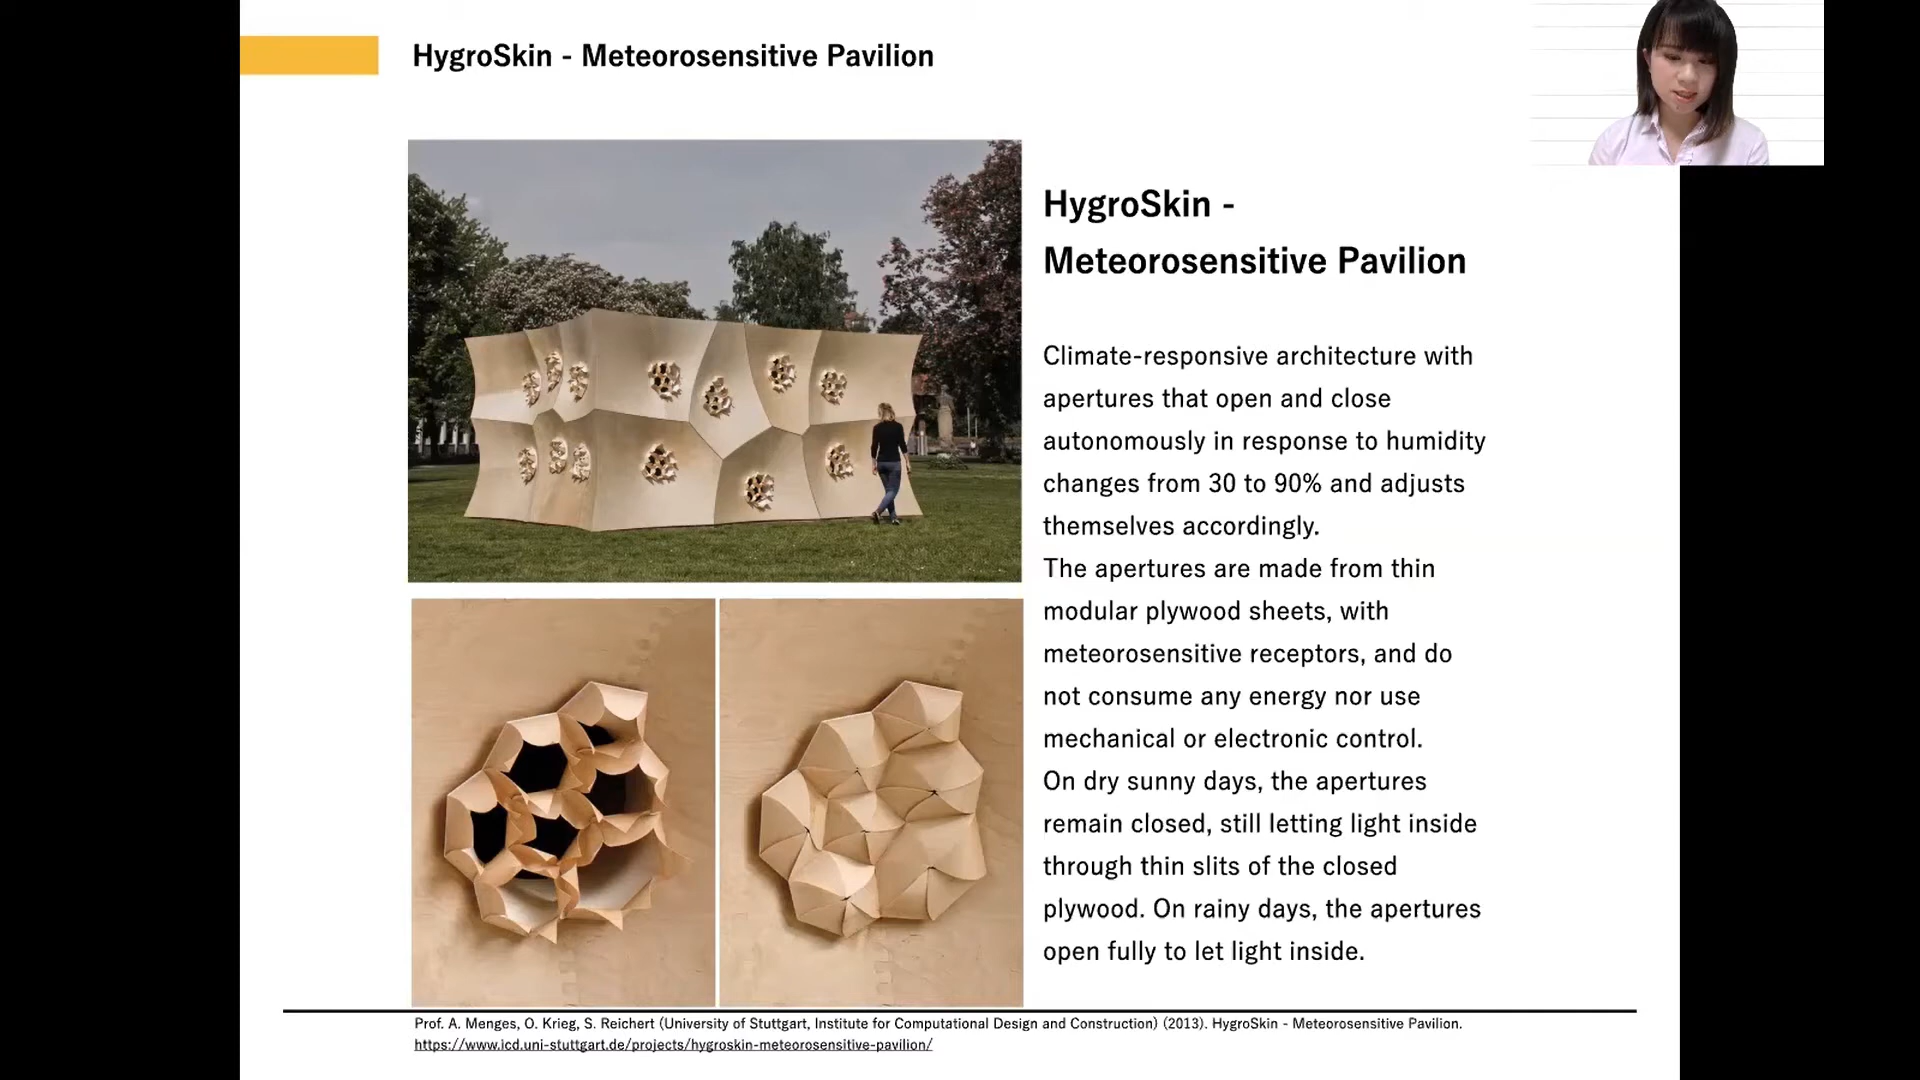 HygroSkin - Meteorosensitive Pavilion
HygroSkin -
Meteorosensitive Pavilion
Climate-responsive architecture with
apertures that open and close
autonomously in response to humidity
changes from 30 to 90% and adjusts
themselves accordingly.
The apertures are made from thin
modular plywood sheets, with
meteorosensitive receptors, and do
not consume any energy nor use
mechanical or electronic control.
On dry sunny days, the apertures
remain closed, still letting light inside
through thin slits of the closed
plywood. On rainy days, the apertures
open fully to let light inside.
Prof. A. Menges, O. Krieg, S. Reichert (University of Stuttgart, Institute for Computational Design and Construction) (2013). HygroSkin - Meteorosensitive Pavilion.
https://www.icd.uni-stuttgart.de/projects/hygroskin-meteorosensitive-pavilion/